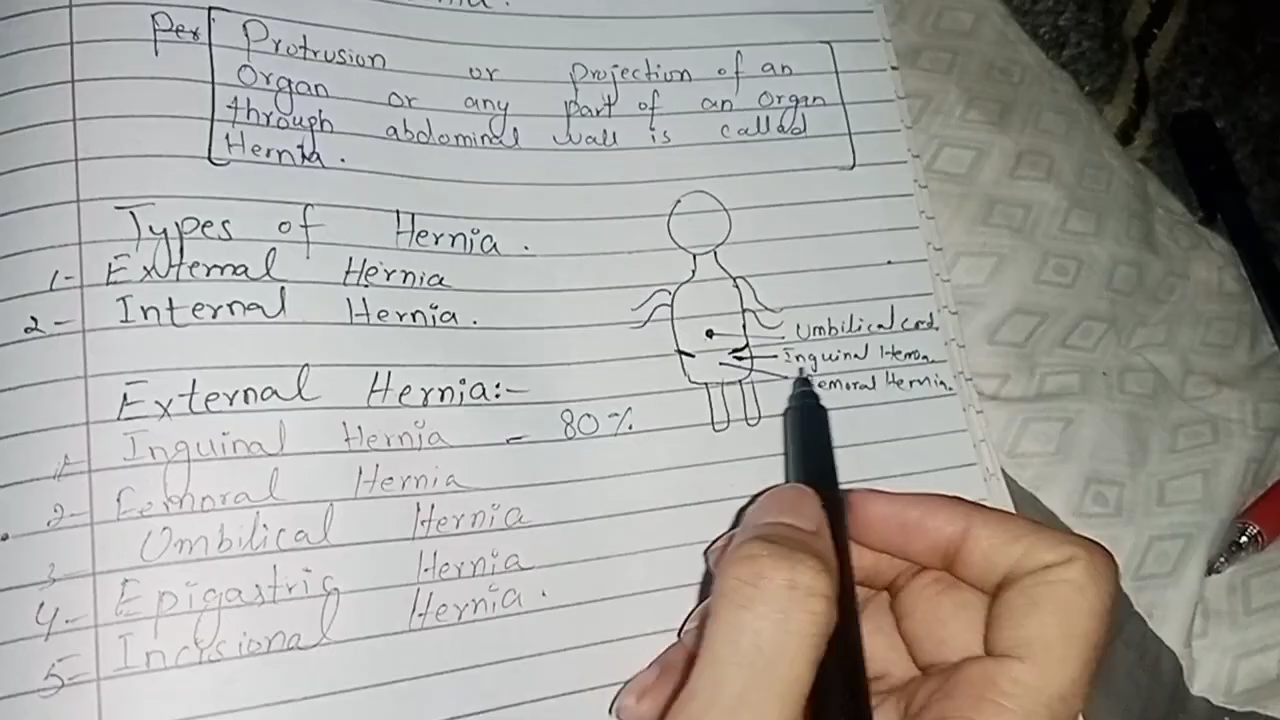 Protrusion or projection of an
Organ or any part of an Organ
through abdominal wall is called
Hernia.
Types of Hernia.
1- External Hernia
2- Internal Hernia.
Umbilical Cord.
Inguinal Hernia
Femoral Hernia.
External Hernia:-
1- Inguinal Hernia - 80%
2- Femoral Hernia
3- Umbilical Hernia
4- Epigastric Hernia
5- Incisional Hernia.